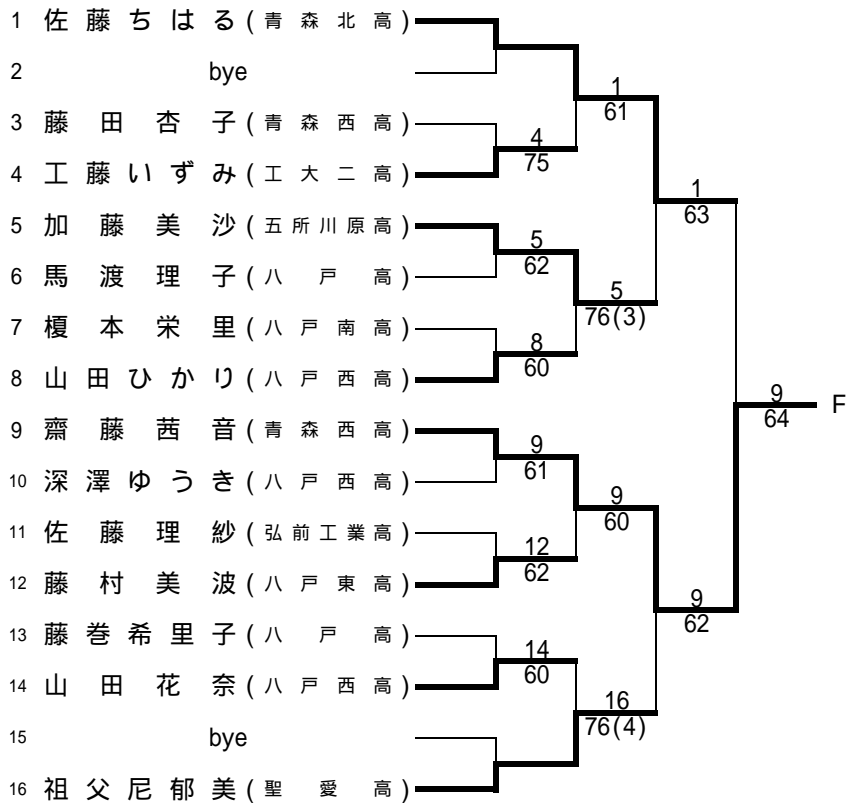 1 佐藤ちはる (青森北高)
2 bye
3 藤田杏子 (青森西高)
4 工藤いずみ (工大二高)
5 加藤美沙 (五所川原高)
6 馬渡理子 (八戸高)
7 榎本栄里 (八戸南高)
8 山田ひかり (八戸西高)
9 齋藤茜音 (青森西高)
10 深澤ゆうき (八戸西高)
11 佐藤理紗 (弘前工業高)
12 藤村美波 (八戸東高)
13 藤巻希里子 (八戸高)
14 山田花奈 (八戸西高)
15 bye
16 祖父尼郁美 (聖愛高)
4
75
5
62
8
60
9
61
12
62
14
60
1
61
5
76(3)
9
60
16
76(4)
1
63
9
62
9
64
F